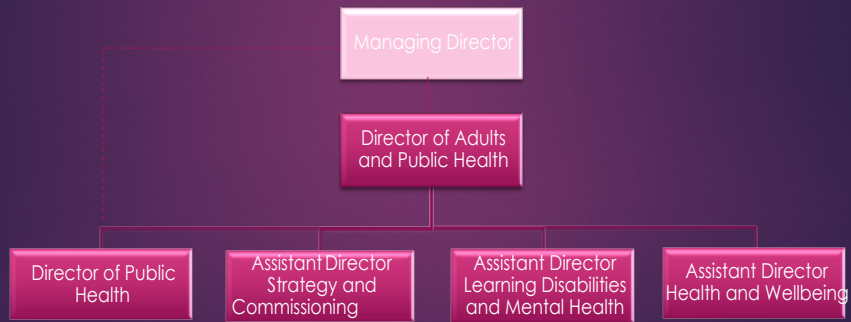 Managing Director
Director of Adults
and Public Health
Director of Public
Health
Assistant Director
Strategy and
Commissioning
Assistant Director
Learning Disabilities
and Mental Health
Assistant Director
Health and Wellbeing